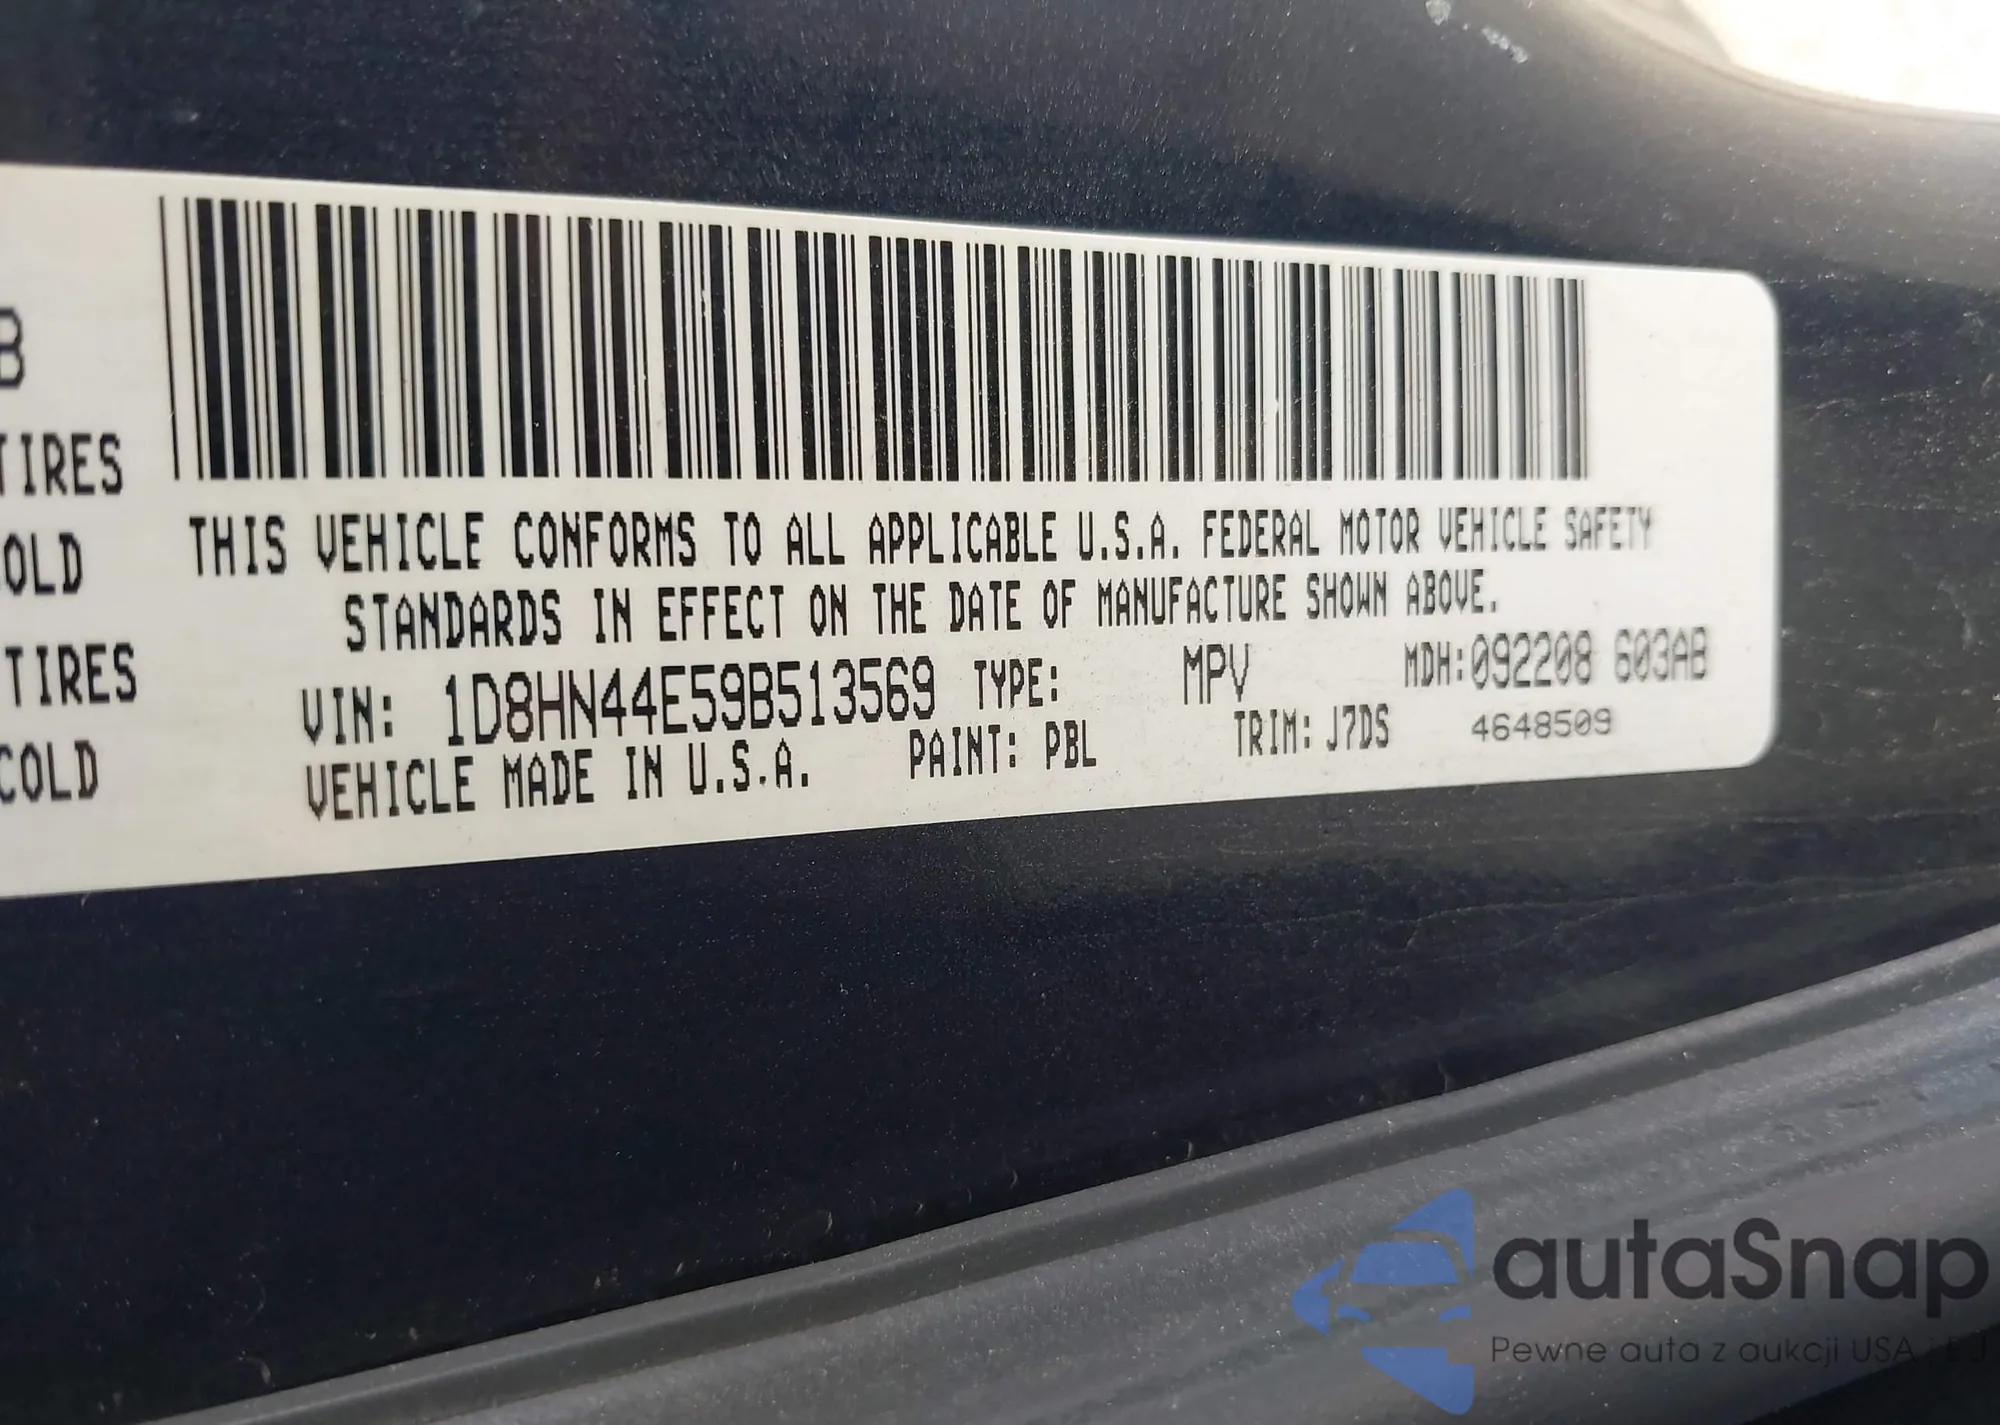 B
TIRES
COLD
TIRES
COLD
THIS VEHICLE CONFORMS TO ALL APPLICABLE U.S.A. FEDERAL MOTOR VEHICLE SAFETY
STANDARDS IN EFFECT ON THE DATE OF MANUFACTURE SHOWN ABOVE.
VIN: 1D8HN44E59B513569 TYPE: MPV MDH:092208 603AB
VEHICLE MADE IN U.S.A. PAINT: PBL TRIM: J7DS 4648509
autaSnap
Pewne auta z aukcji USA i EU